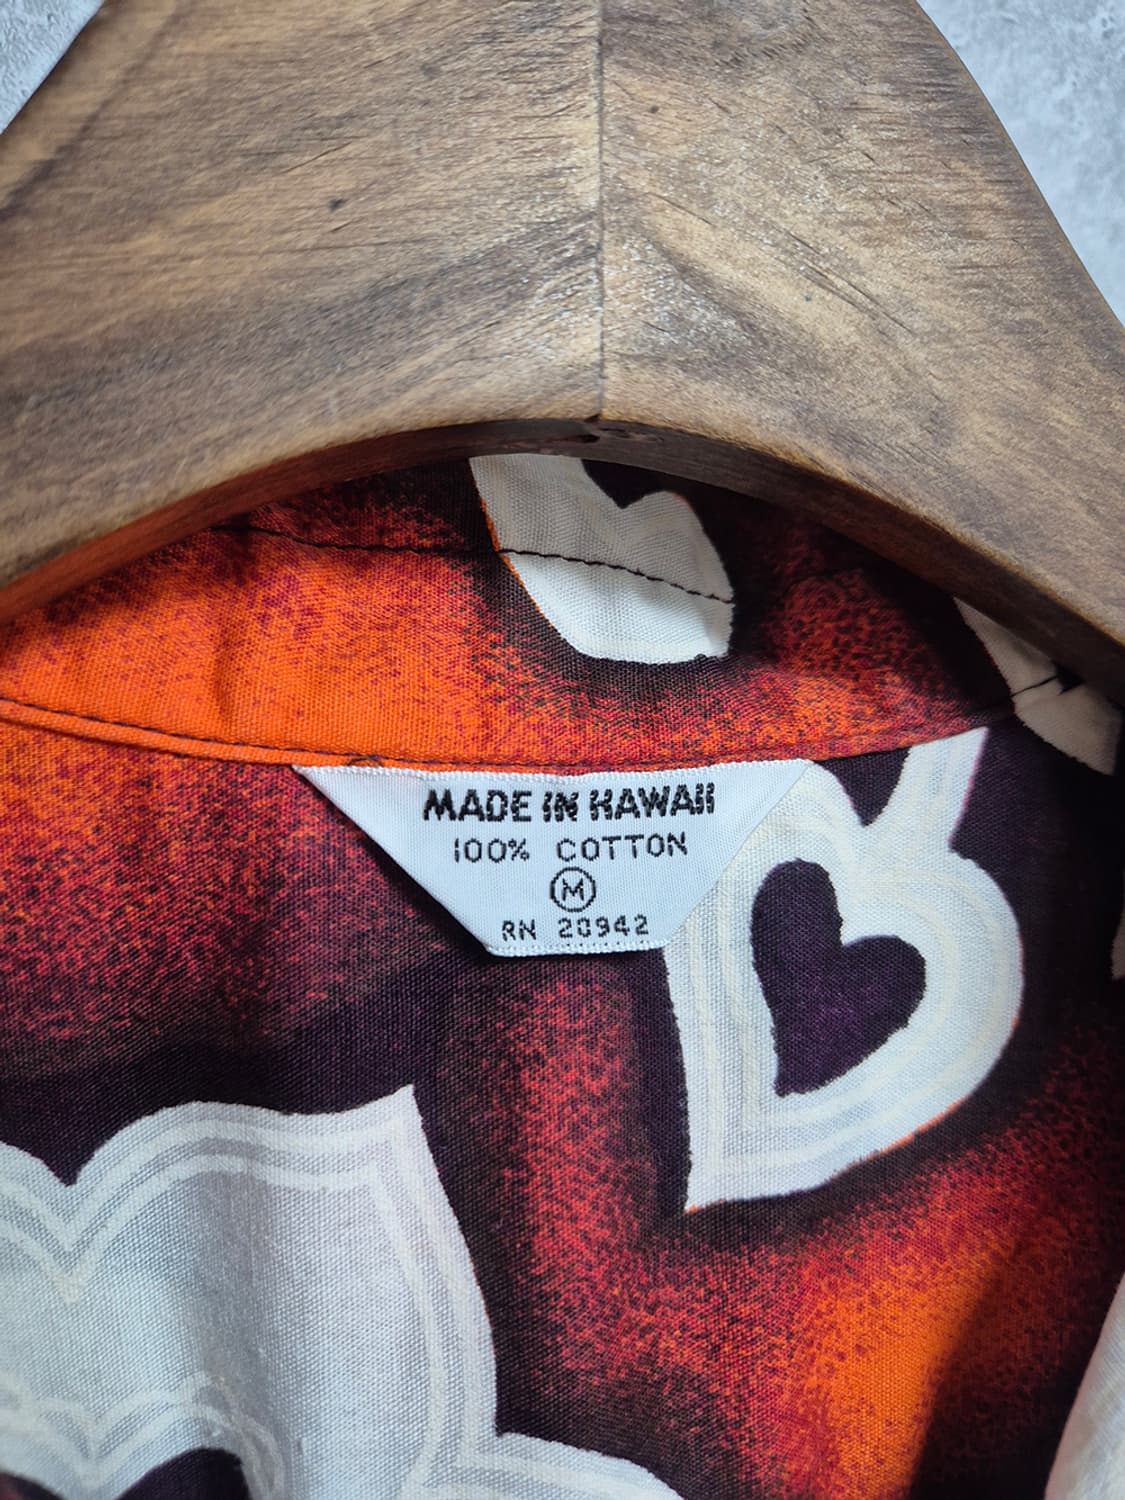 MADE IN HAWAII
100% COTTON
M
RN 20942